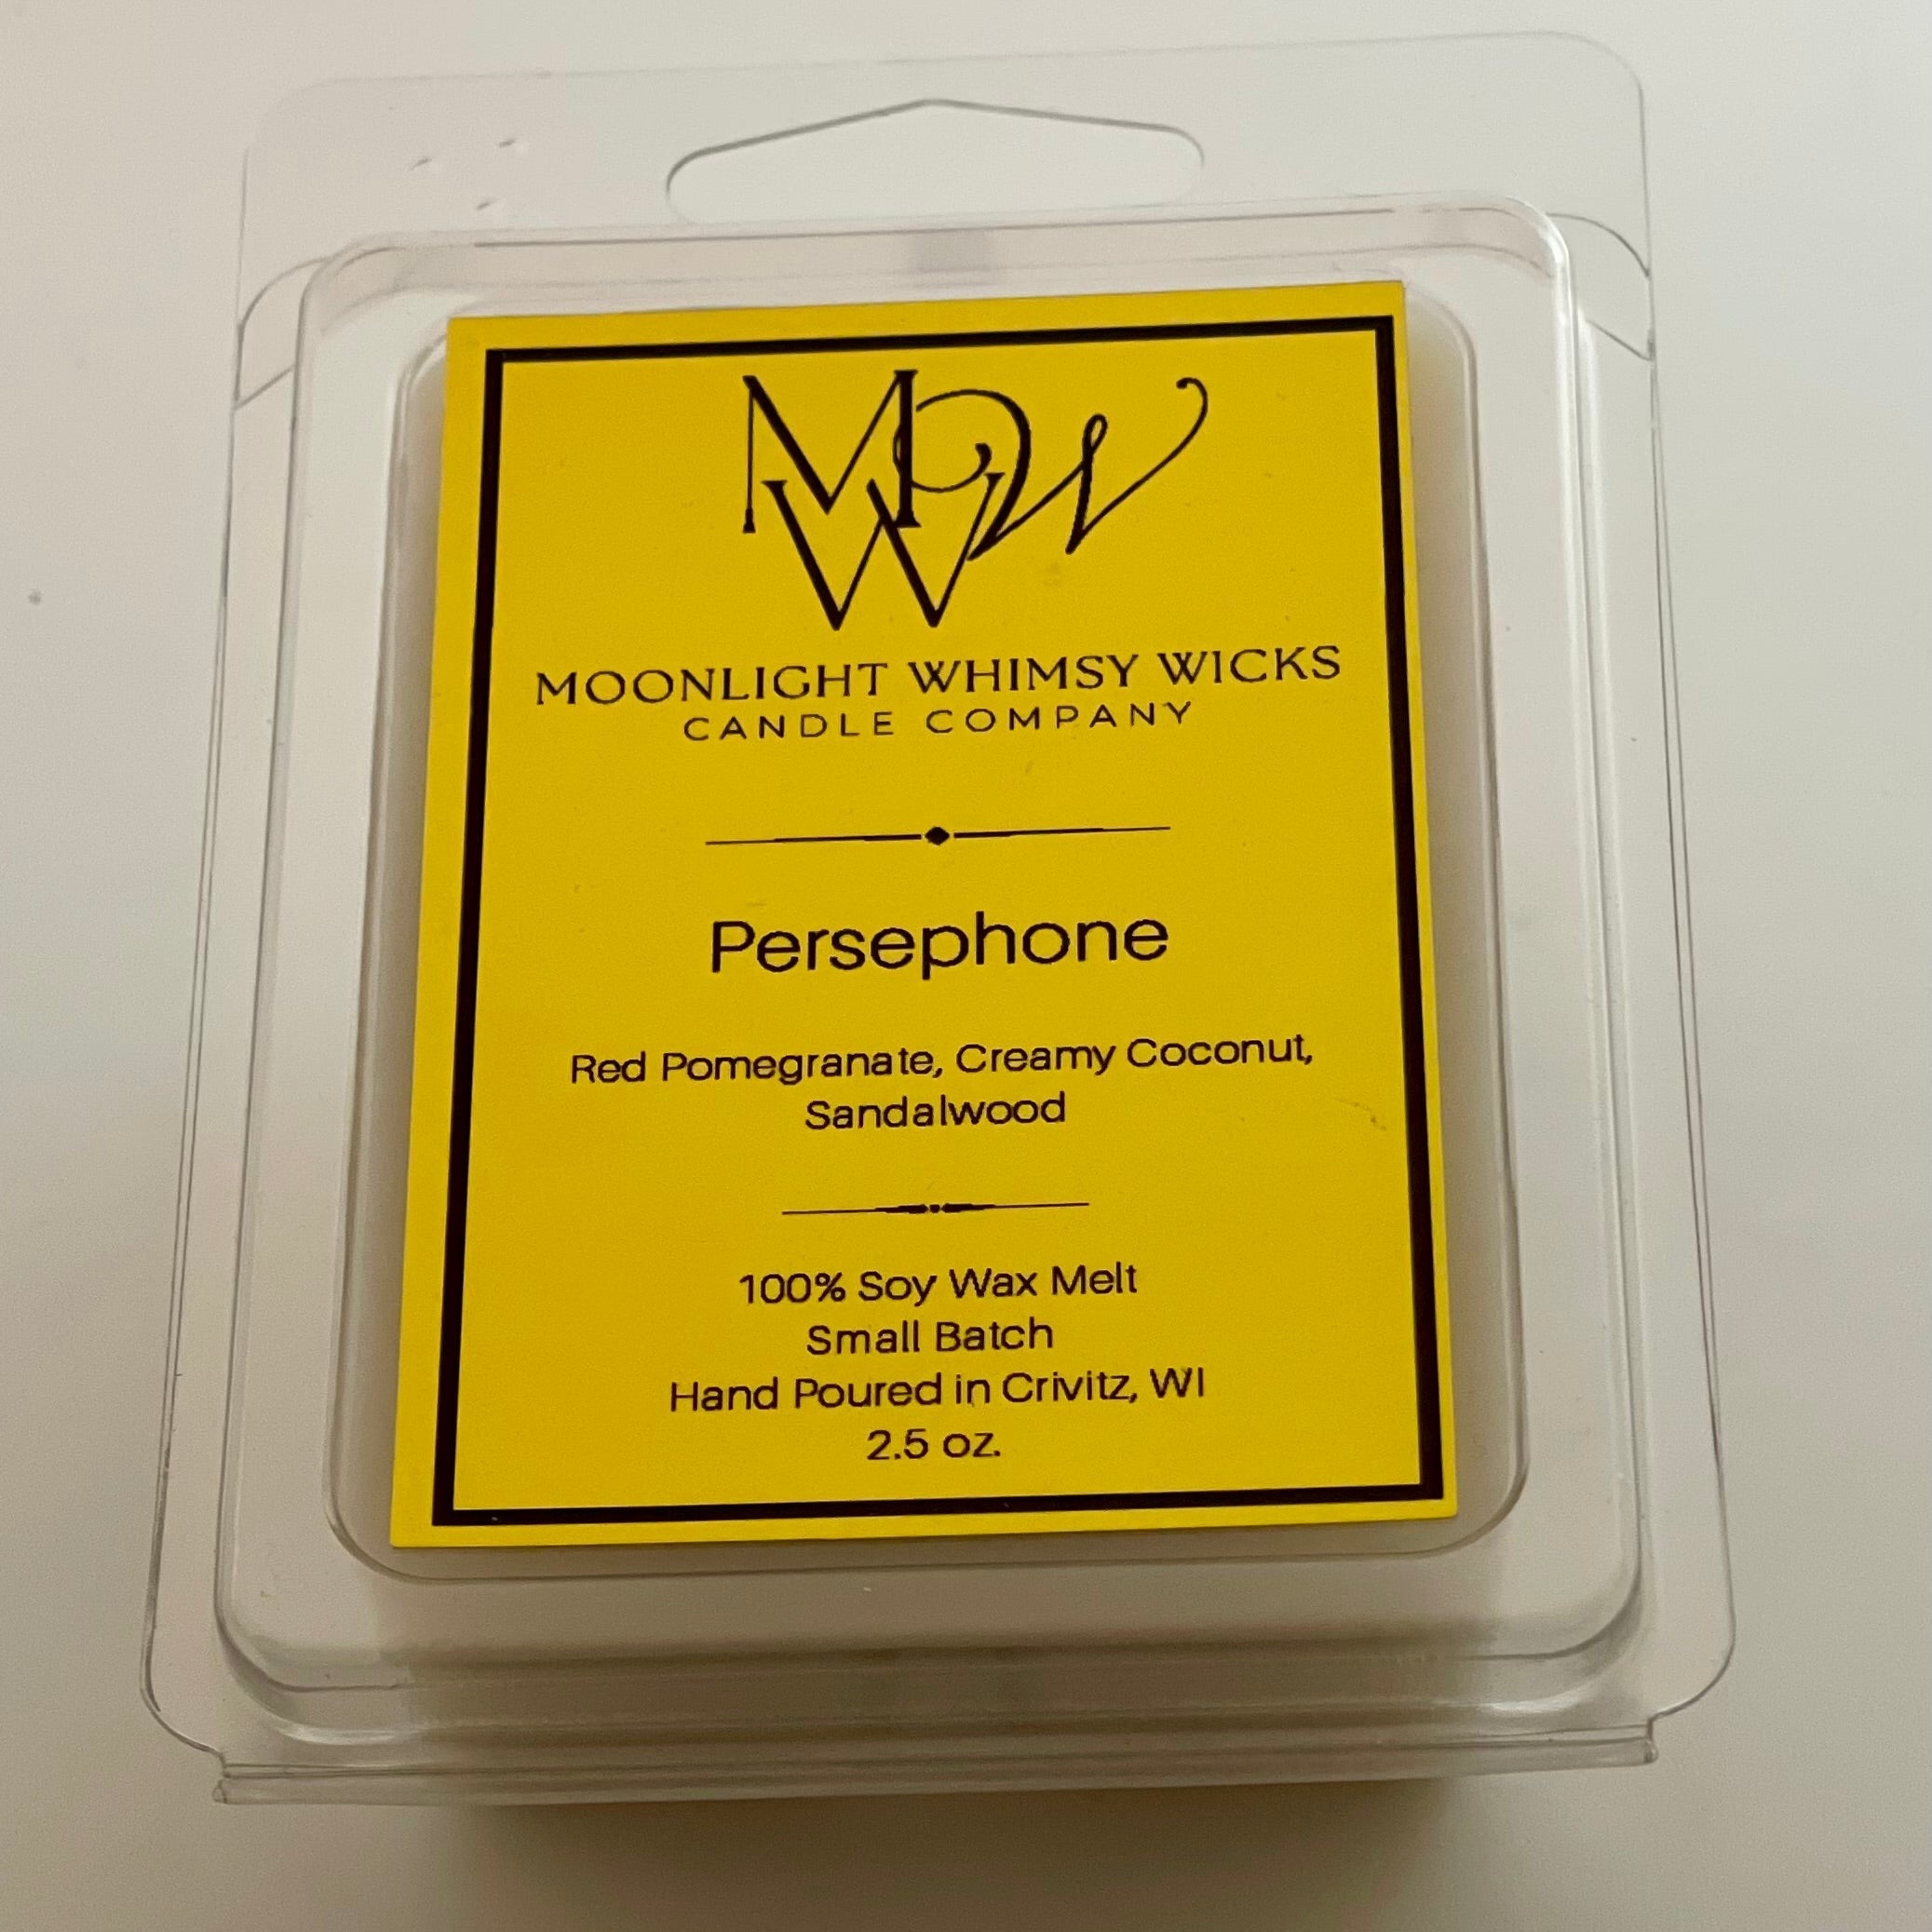 MWW
MOONLIGHT WHIMSY WICKS
CANDLE COMPANY
Persephone
Red Pomegranate, Creamy Coconut,
Sandalwood
100% Soy Wax Melt
Small Batch
Hand Poured in Crivitz, WI
2.5 oz.